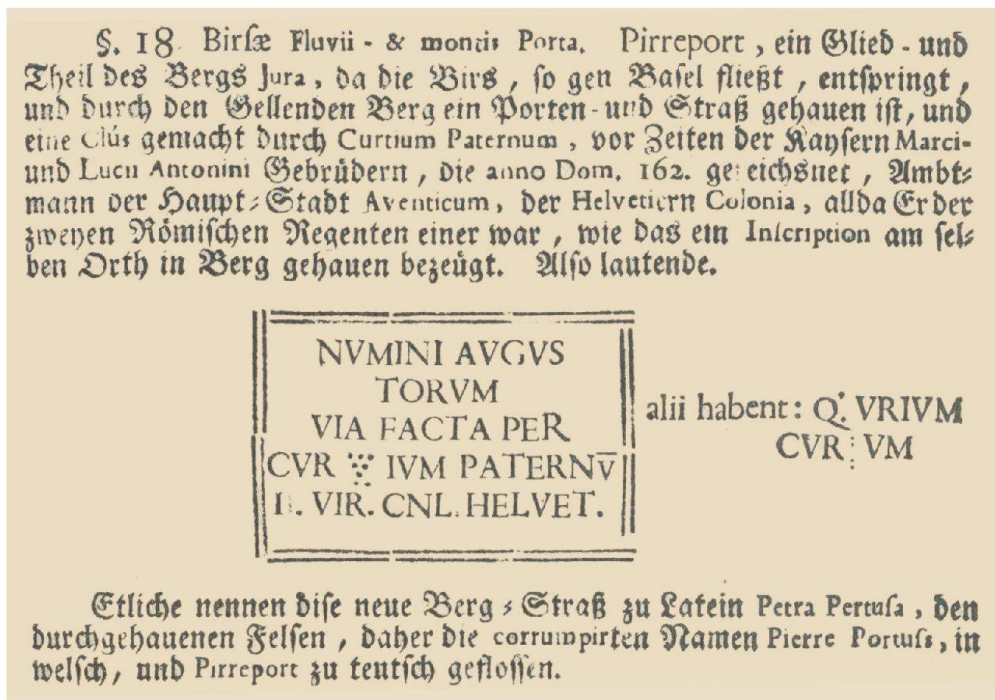 §. 18. Birsæ Fluvii - & montis Porta. Pirreport, ein Glied - und
Theil des Bergs Jura, da die Birs, so gen Basel fließt, entspringt,
und durch den Gellenden Berg ein Porten - und Straß gehauen ist, und
eine Clus gemacht durch Curtium Paternum, vor Zeiten der Kaysern Marci-
und Lucii Antonini Gebrüdern, die anno Dom. 162. geeichsnet, Ambt-
mann der Haupt-Stadt Aventicum, der Helvetiern Colonia, allda Er der
zweyen Römischen Regenten einer war, wie das ein Inscription am sel-
ben Orth in Berg gehauen bezeügt. Also lautende.
NVMINI AVGVS
TORVM
VIA FACTA PER
CVR IVM PATERNV̄
II. VIR. CNL. HELVET.
alii habent: Q. VRIVM
CVR VM
Etliche nennen dise neue Berg-Straß zu Latein Petra Pertusa, den
durchgehauenen Felsen, daher die corrumpirten Namen Pierre Portuss, in
welsch, und Pirreport zu teutsch geflossen.